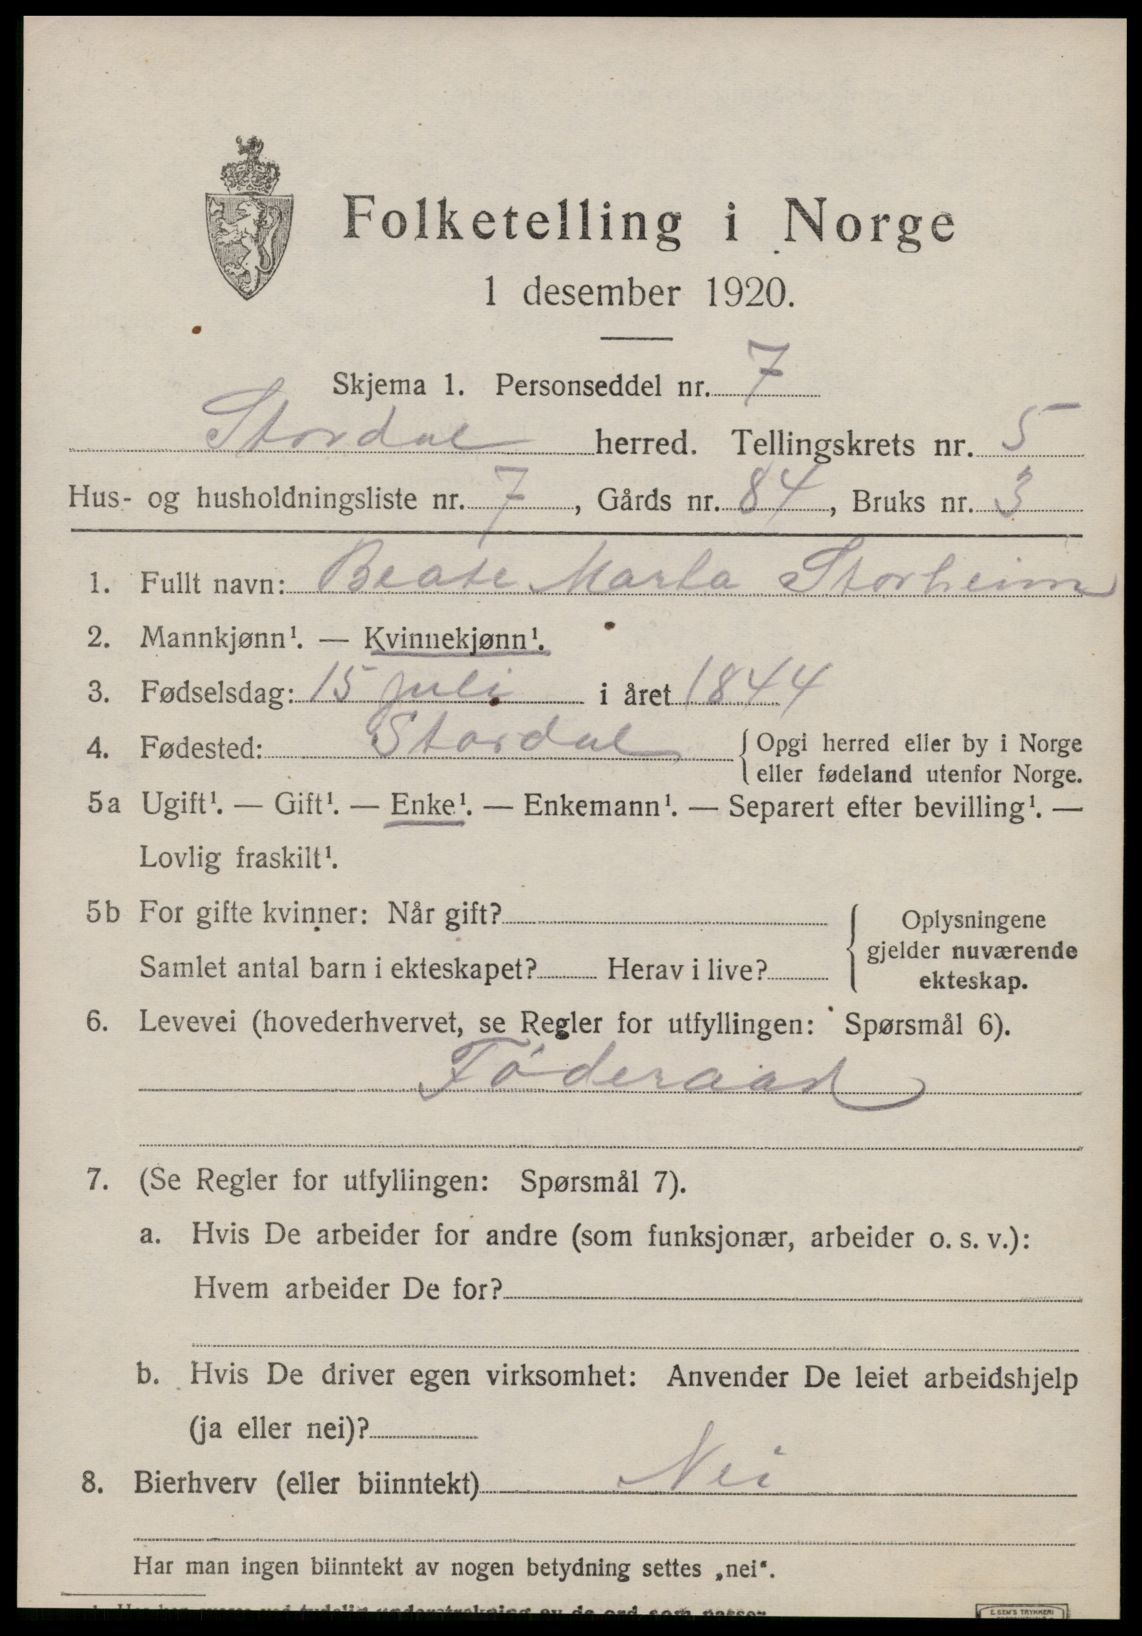 Folketelling i Norge
1 desember 1920.
Skjema 1. Personseddel nr. 7
Stordal herred. Tellingskrets nr. 5
Hus- og husholdningsliste nr. 7, Gårds nr. 84, Bruks nr. 3
1. Fullt navn: Beate Marta Storheim
2. Mannkjønn¹. — Kvinnekjønn¹.
3. Fødselsdag: 15 juli i året 1844
4. Fødested: Stordal { Opgi herred eller by i Norge
eller fødeland utenfor Norge.
5a Ugift¹. — Gift¹. — Enke¹. — Enkemann¹. — Separert efter bevilling¹. —
Lovlig fraskilt¹.
5b For gifte kvinner: Når gift?
Samlet antal barn i ekteskapet? Herav i live?
{ Oplysningene
gjelder nuværende
ekteskap.
6. Levevei (hovederhvervet, se Regler for utfyllingen: Spørsmål 6).
Føderaad
7. (Se Regler for utfyllingen: Spørsmål 7).
a. Hvis De arbeider for andre (som funksjonær, arbeider o. s. v.):
Hvem arbeider De for?
b. Hvis De driver egen virksomhet: Anvender De leiet arbeidshjelp
(ja eller nei)?
8. Bierhverv (eller biinntekt) Nei
Har man ingen biinntekt av nogen betydning settes „nei“.